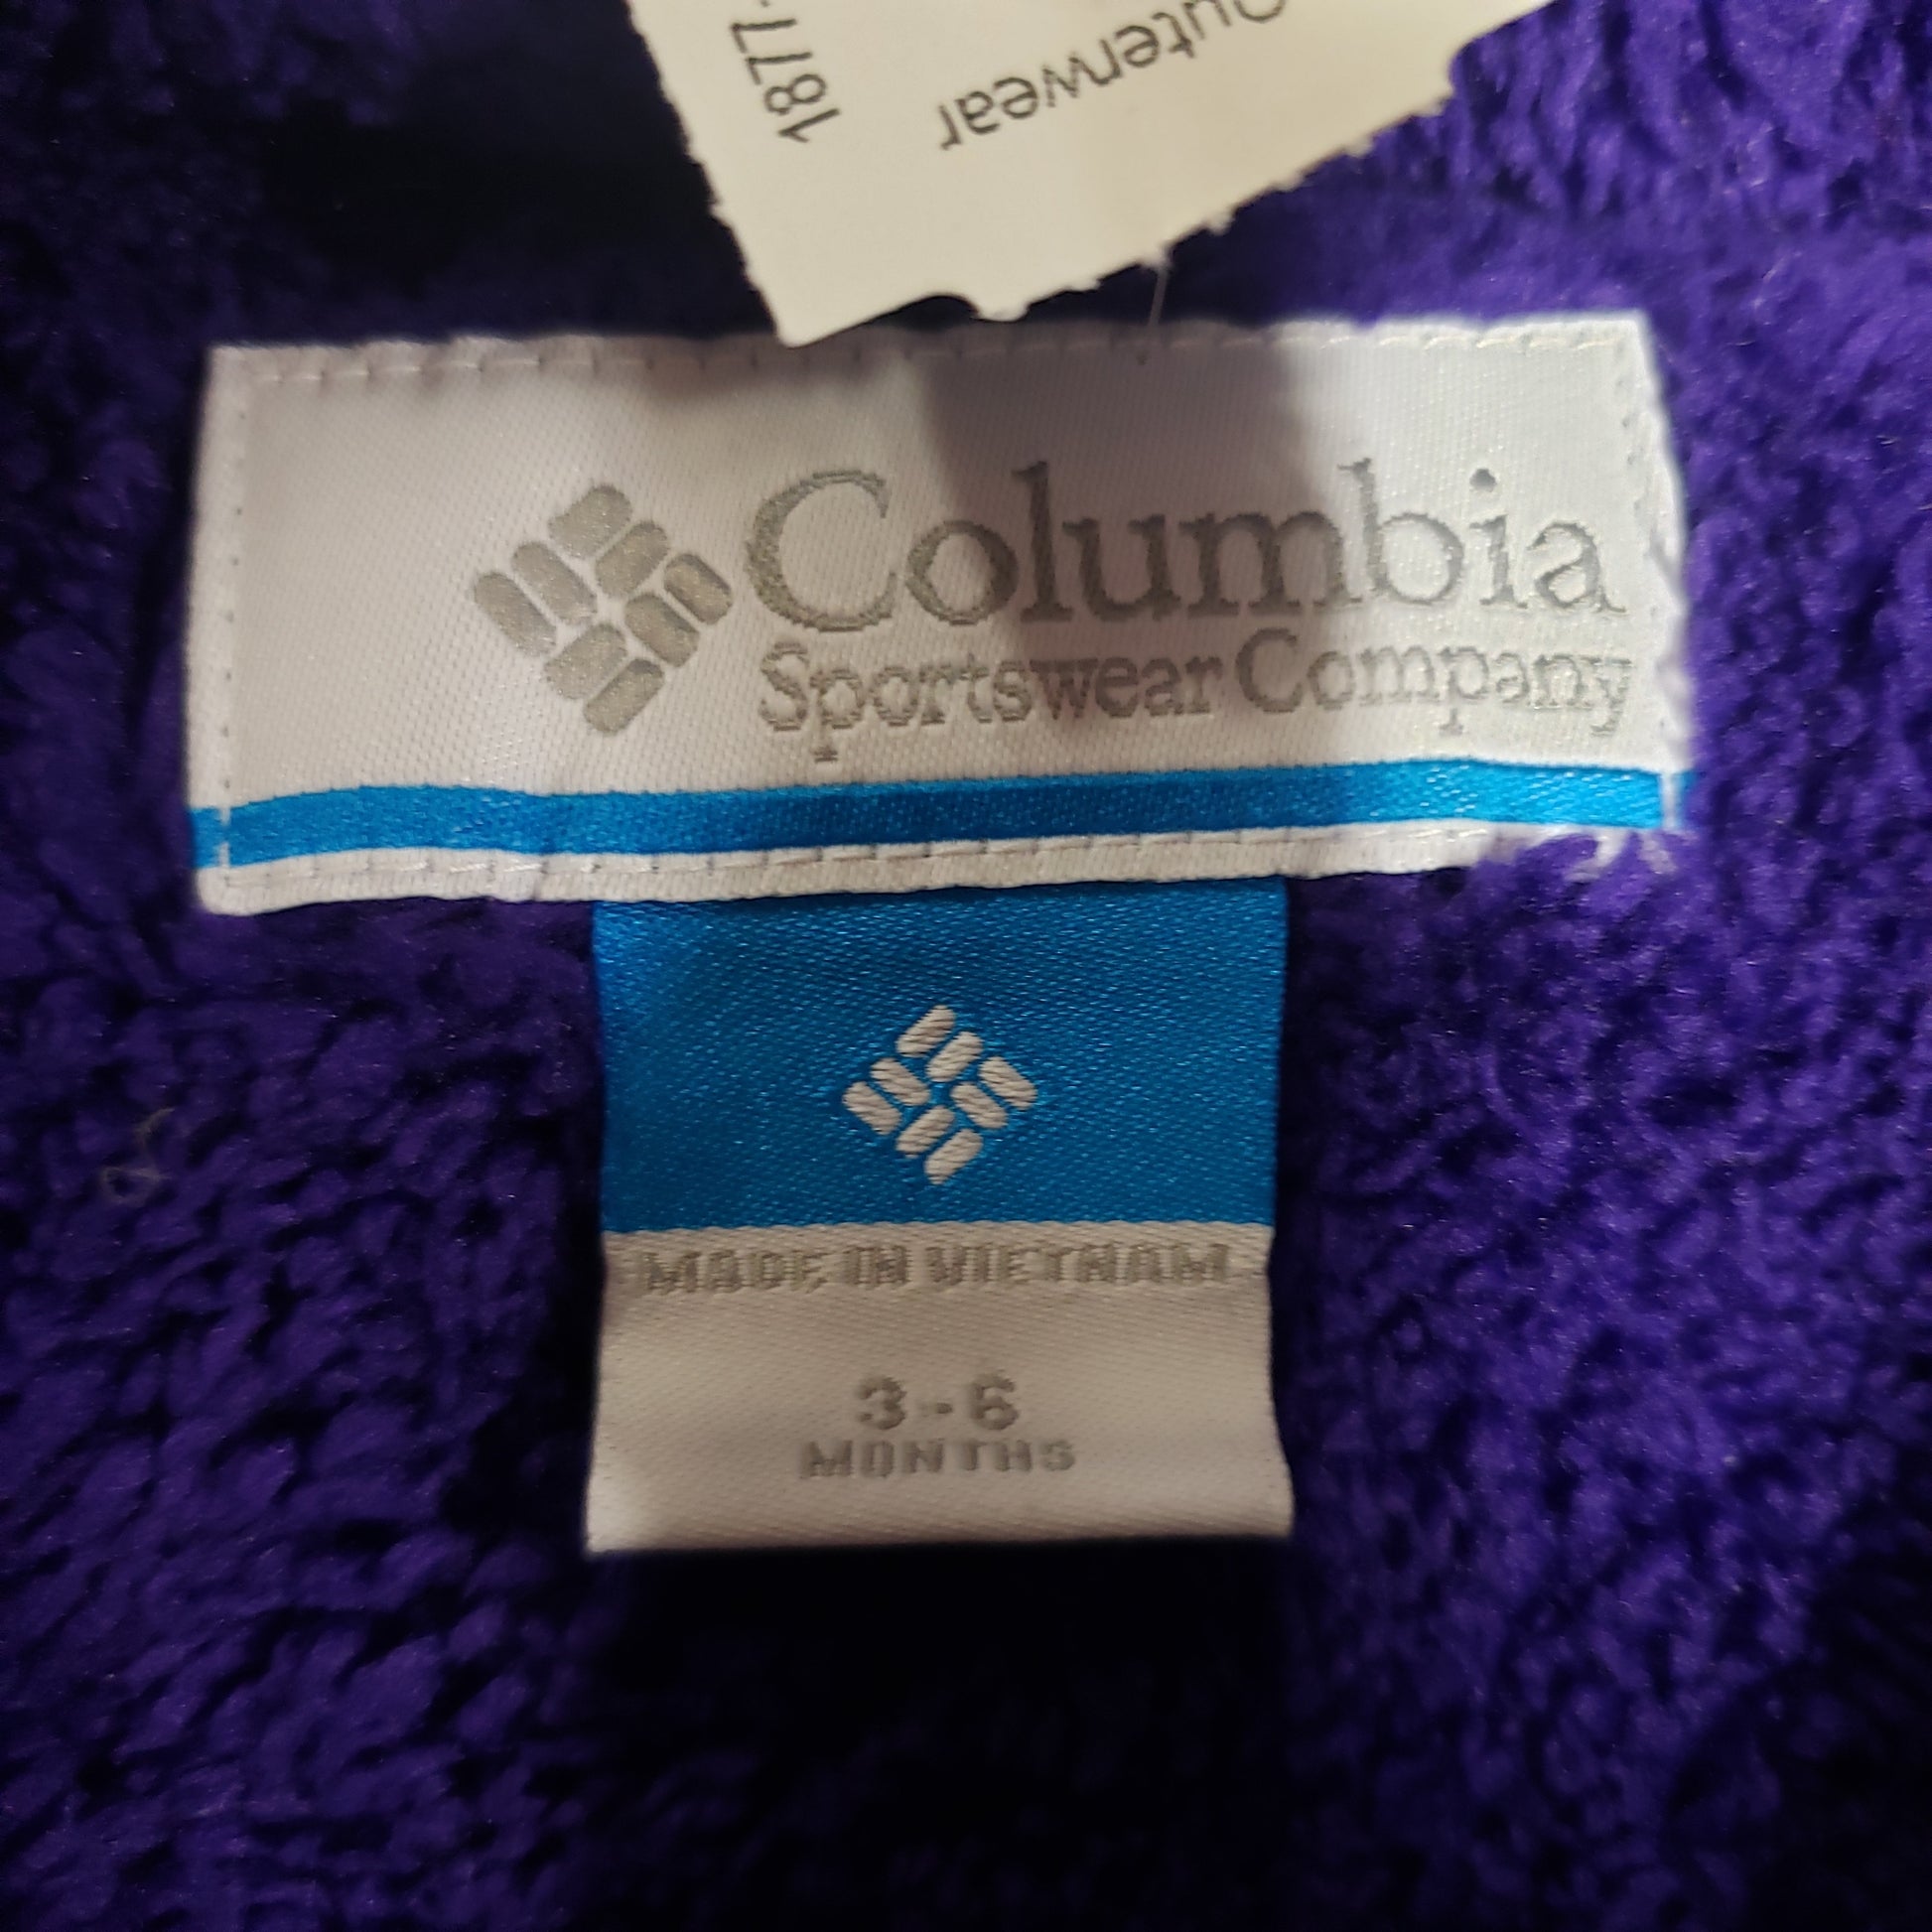 1877-
Outerwear
Columbia
Sportswear Company
MADE IN VIETNAM
3-6
MONTHS